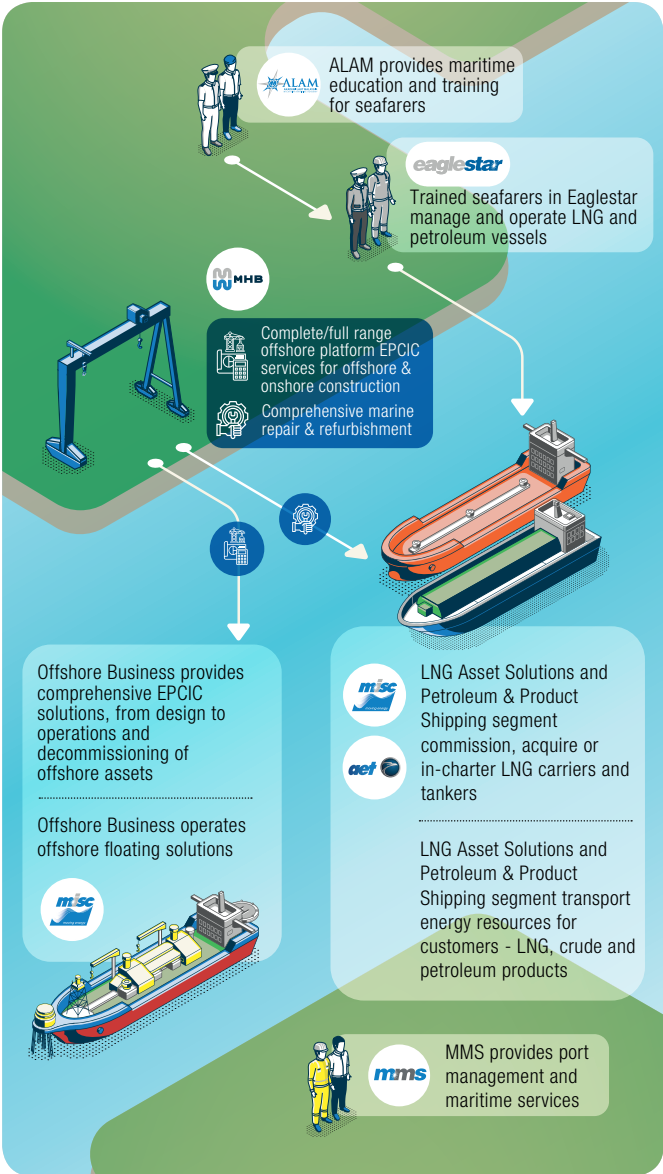 ALAM
ALAM provides maritime
education and training
for seafarers
eaglestar
Trained seafarers in Eaglestar
manage and operate LNG and
petroleum vessels
MHB
Complete/full range
offshore platform EPCIC
services for offshore &
onshore construction
Comprehensive marine
repair & refurbishment
Offshore Business provides
comprehensive EPCIC
solutions, from design to
operations and
decommissioning of
offshore assets
Offshore Business operates
offshore floating solutions
misc
misc
aet
LNG Asset Solutions and
Petroleum & Product
Shipping segment
commission, acquire or
in-charter LNG carriers and
tankers
LNG Asset Solutions and
Petroleum & Product
Shipping segment transport
energy resources for
customers - LNG, crude and
petroleum products
mms
MMS provides port
management and
maritime services